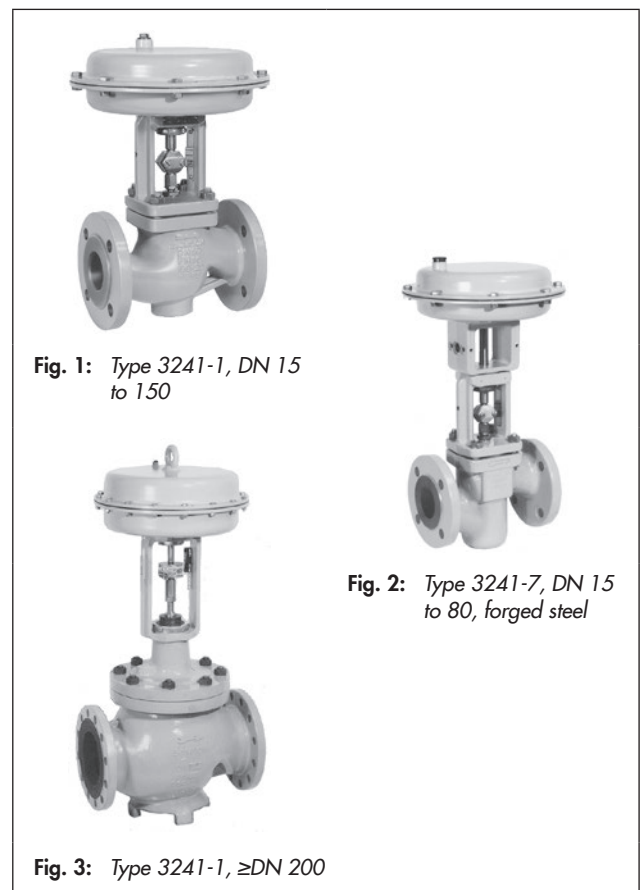 Fig. 1: Type 3241-1, DN 15
to 150
Fig. 2: Type 3241-7, DN 15
to 80, forged steel
Fig. 3: Type 3241-1, ≥DN 200